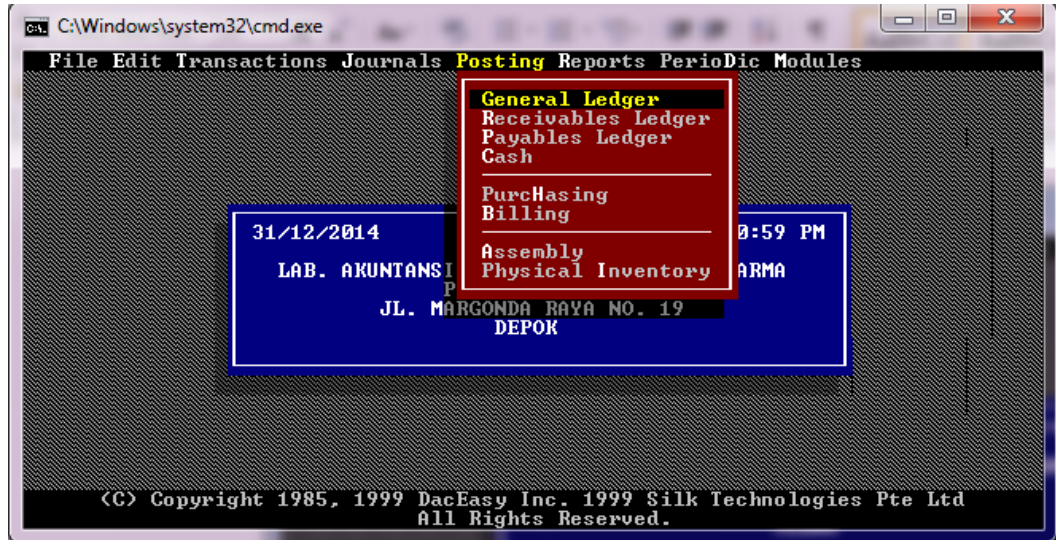 C:\Windows\system32\cmd.exe
File Edit Transactions Journals Posting Reports PerioDic Modules
General Ledger
Receivables Ledger
Payables Ledger
Cash
PurcHasing
Billing
Assembly
Physical Inventory
31/12/2014 0:59 PM
LAB. AKUNTANSI ARMA
P
JL. MARGONDA RAYA NO. 19
DEPOK
(C) Copyright 1985, 1999 DacEasy Inc. 1999 Silk Technologies Pte Ltd
All Rights Reserved.